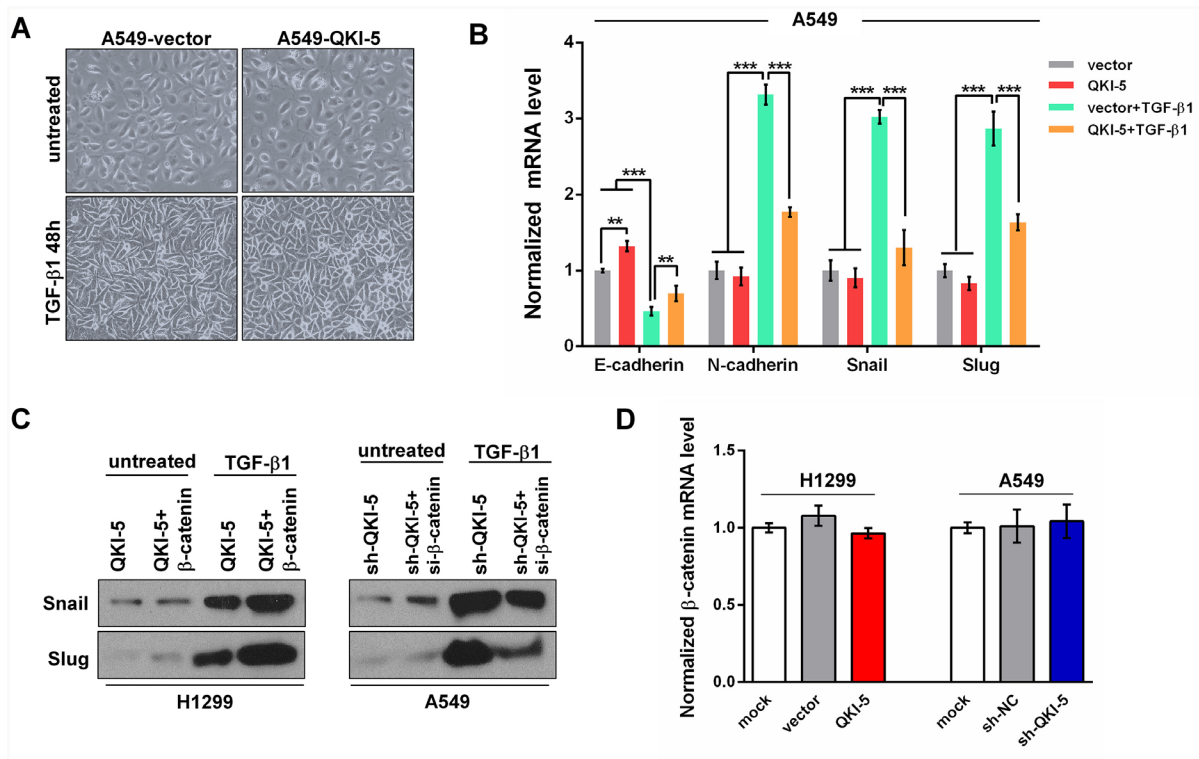 A
A549-vector
A549-QKI-5
untreated
TGF-β1 48h
B
A549
Normalized mRNA level
4
3
2
1
0
***
**
**
***
***
***
***
***
***
E-cadherin
N-cadherin
Snail
Slug
vector
QKI-5
vector+TGF-β1
QKI-5+TGF-β1
C
untreated
TGF-β1
QKI-5
QKI-5+
β-catenin
QKI-5
QKI-5+
β-catenin
untreated
TGF-β1
sh-QKI-5
sh-QKI-5+
si-β-catenin
sh-QKI-5
sh-QKI-5+
si-β-catenin
Snail
Slug
H1299
A549
D
Normalized β-catenin mRNA level
1.5
1.0
0.5
0.0
H1299
A549
mock
vector
QKI-5
mock
sh-NC
sh-QKI-5